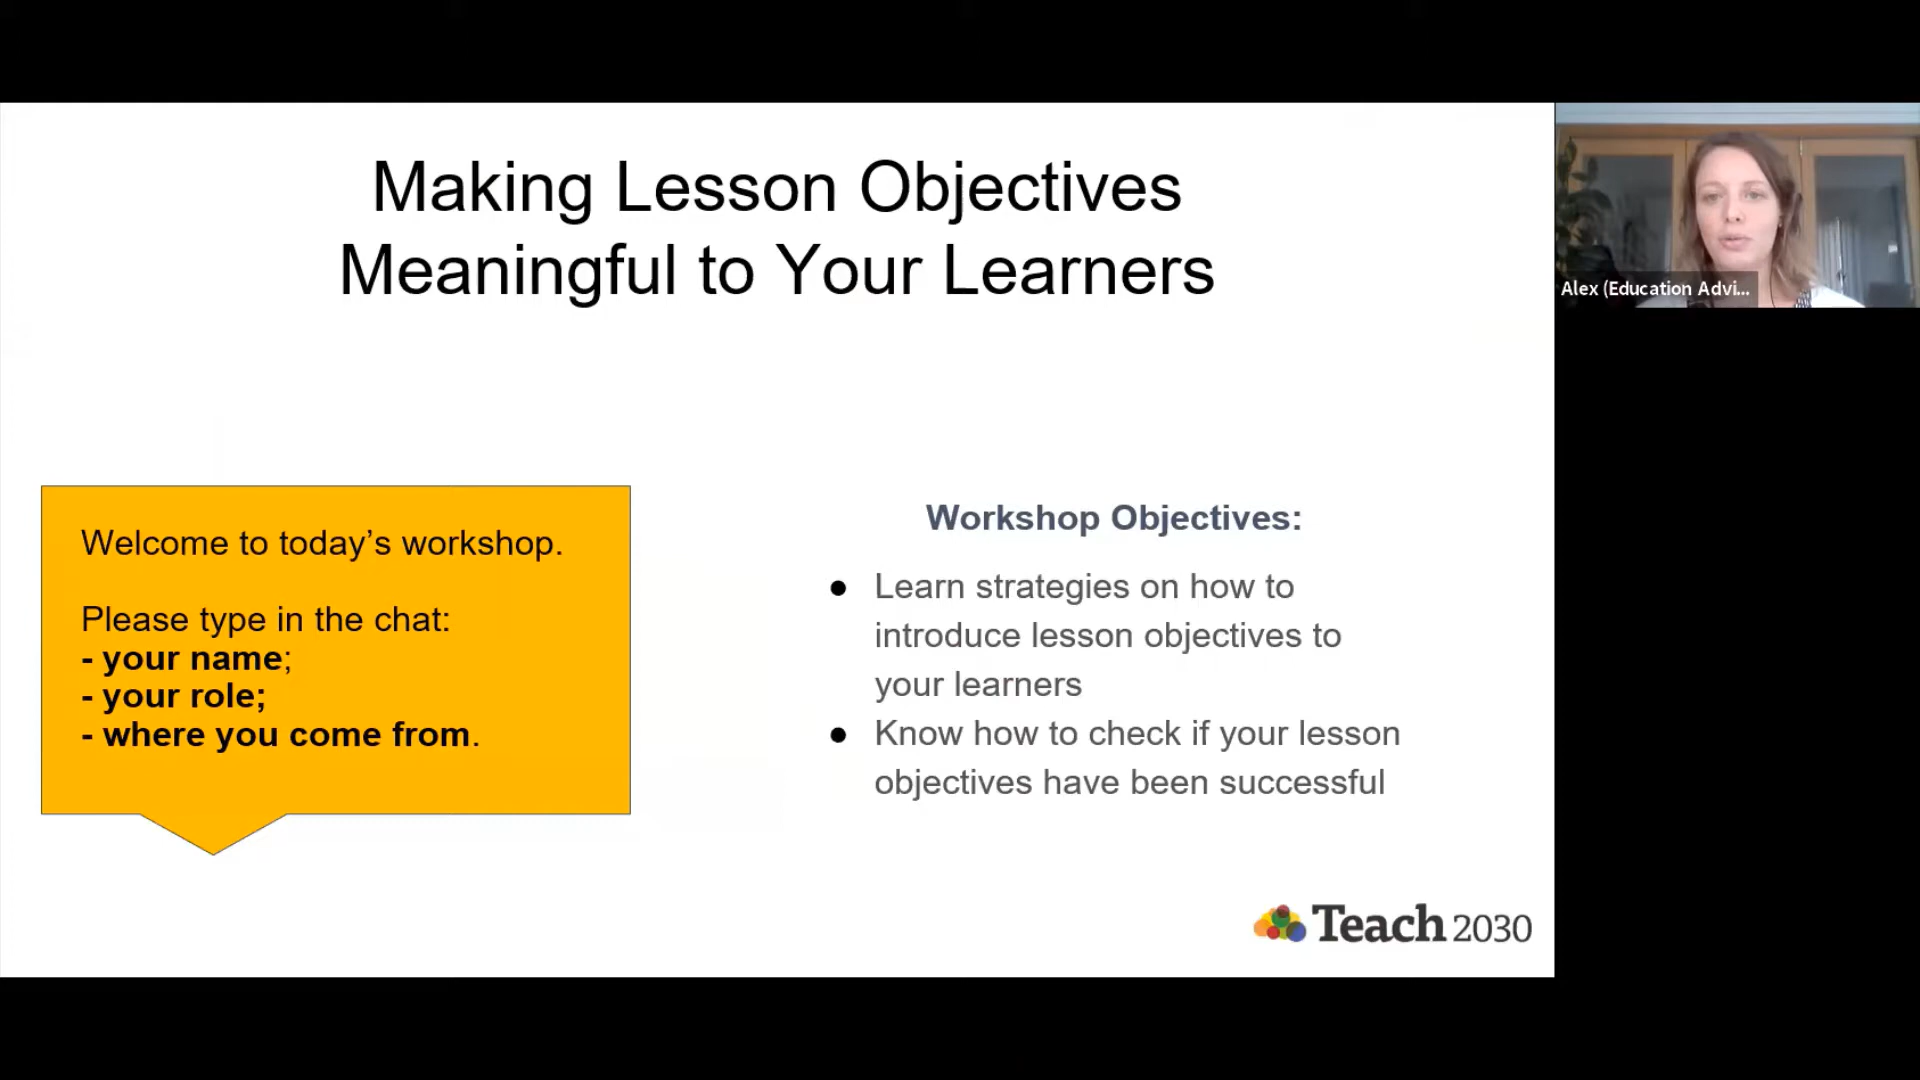 Making Lesson Objectives
Meaningful to Your Learners
Welcome to today’s workshop.
Please type in the chat:
- your name;
- your role;
- where you come from.
Workshop Objectives:
● Learn strategies on how to
introduce lesson objectives to
your learners
● Know how to check if your lesson
objectives have been successful
Teach 2030
Alex (Education Advi...